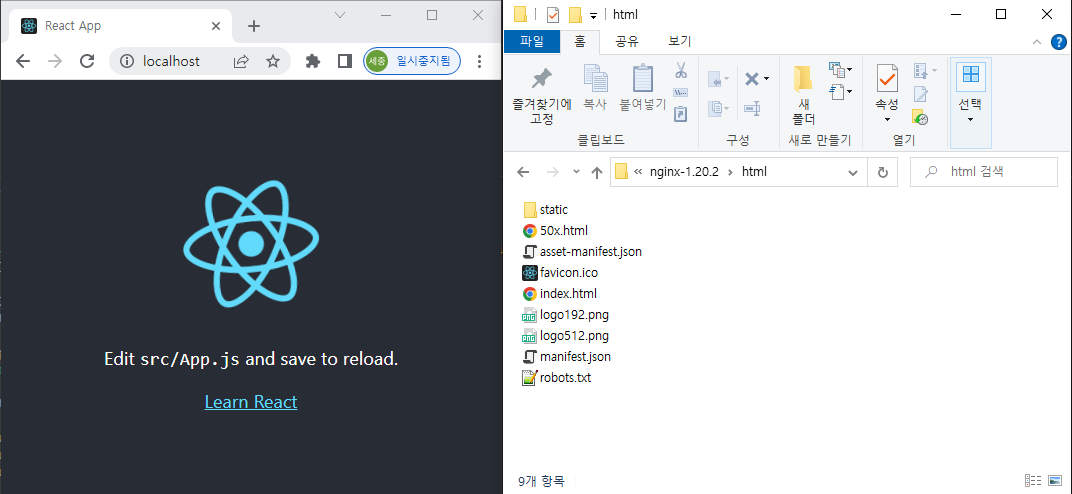 React App
localhost
세중
일시중지됨
Edit src/App.js and save to reload.
Learn React
html
파일
홈
공유
보기
즐겨찾기에
고정
복사
붙여넣기
클립보드
구성
새
폴더
새로 만들기
속성
열기
선택
nginx-1.20.2
html
html 검색
static
50x.html
asset-manifest.json
favicon.ico
index.html
logo192.png
logo512.png
manifest.json
robots.txt
9개 항목